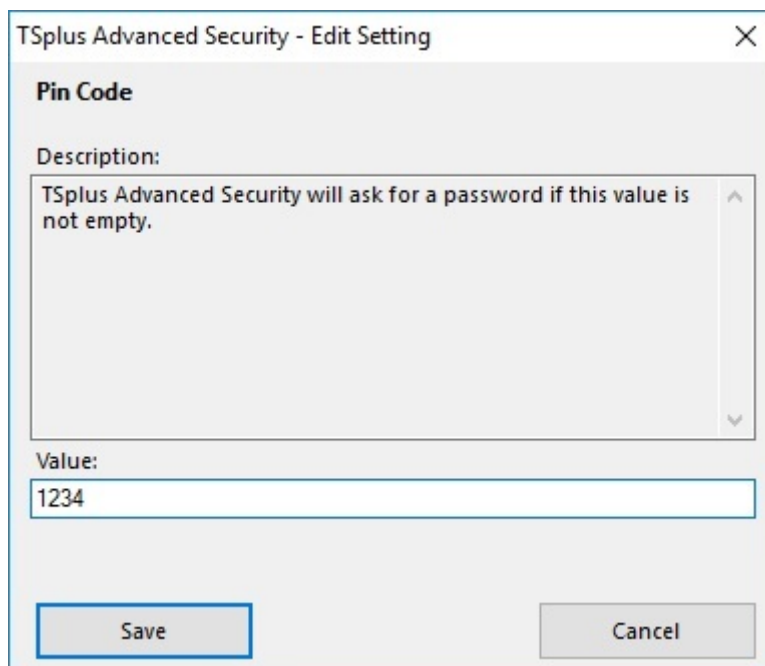 TSplus Advanced Security - Edit Setting
Pin Code
Description:
TSplus Advanced Security will ask for a password if this value is
not empty.
Value:
1234
Save
Cancel